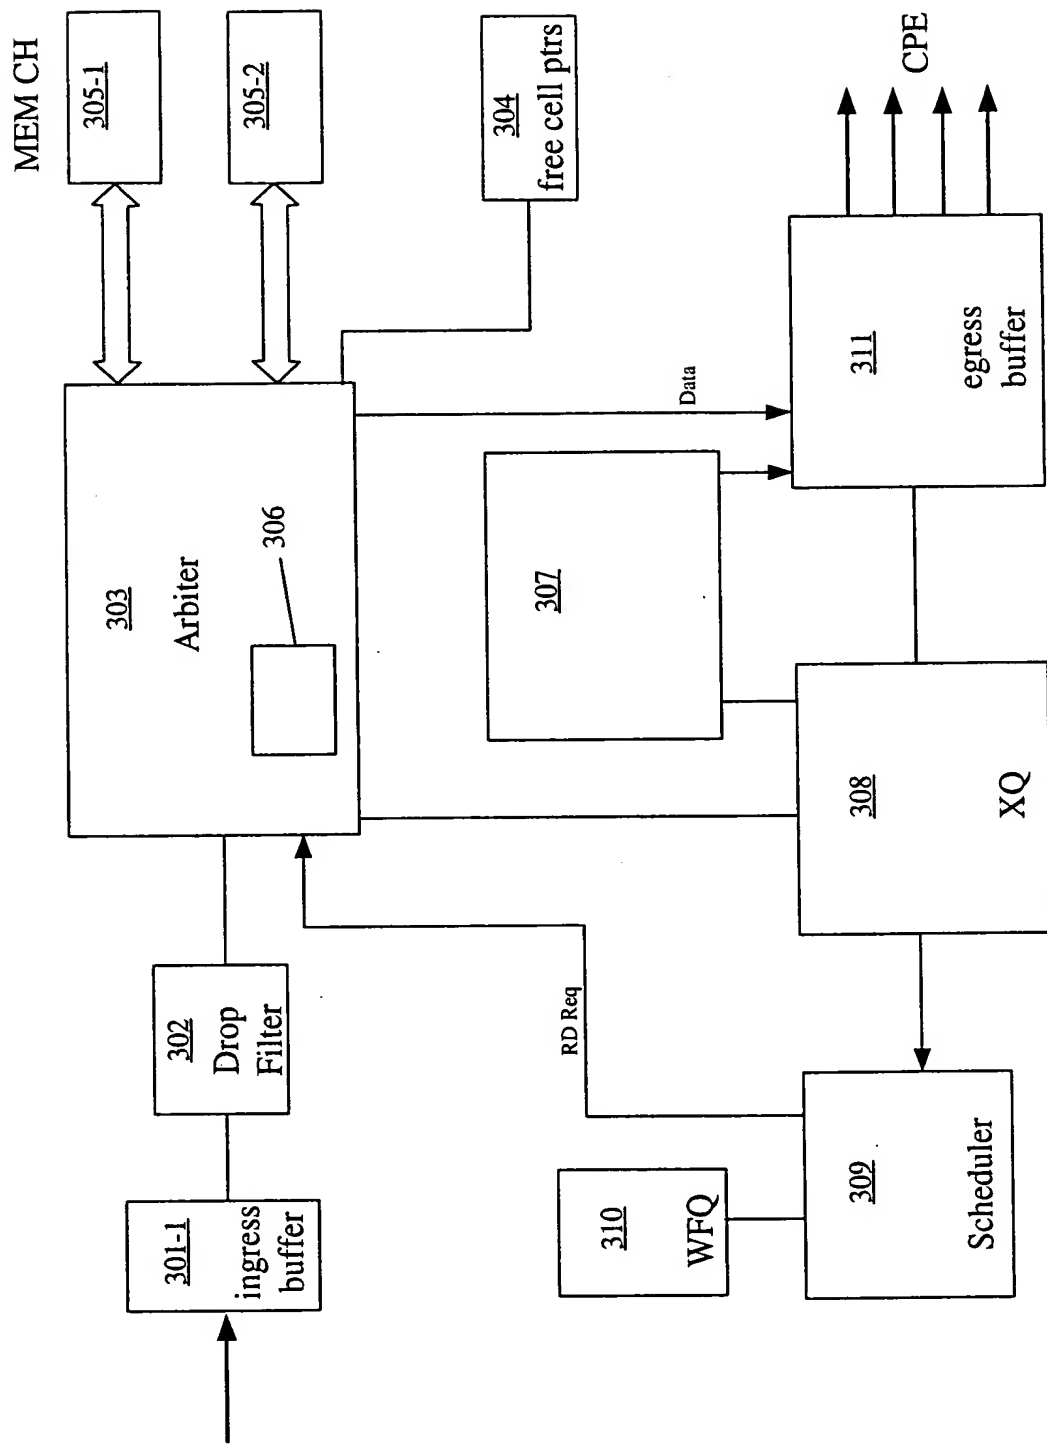 MEM CH
305-1
305-2
304
free cell ptrs
303
Arbiter
306
302
Drop
Filter
301-1
ingress
buffer
RD Req
Data
307
310
WFQ
309
Scheduler
308
XQ
311
egress
buffer
CPE